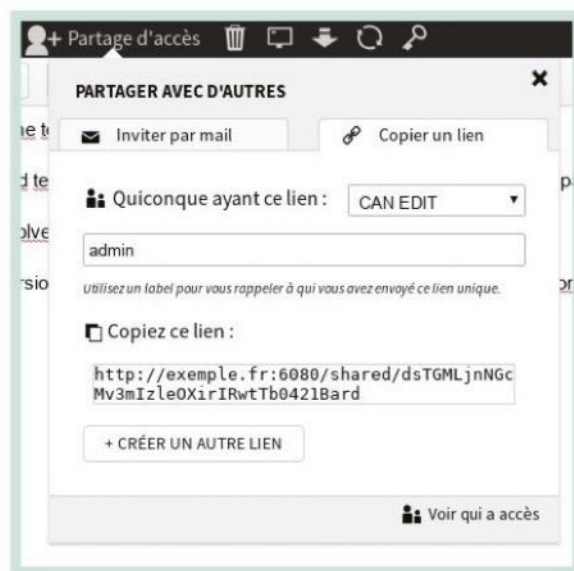 + Partage d'accès
PARTAGER AVEC D'AUTRES
Inviter par mail
Copier un lien
Quiconque ayant ce lien :
CAN EDIT
admin
Utilisez un label pour vous rappeler à qui vous avez envoyé ce lien unique.
Copiez ce lien :
http://exemple.fr:6080/shared/dsTGMLjnNGc
Mv3mIzleOXirIRwtTb0421Bard
+ CRÉER UN AUTRE LIEN
Voir qui a accès